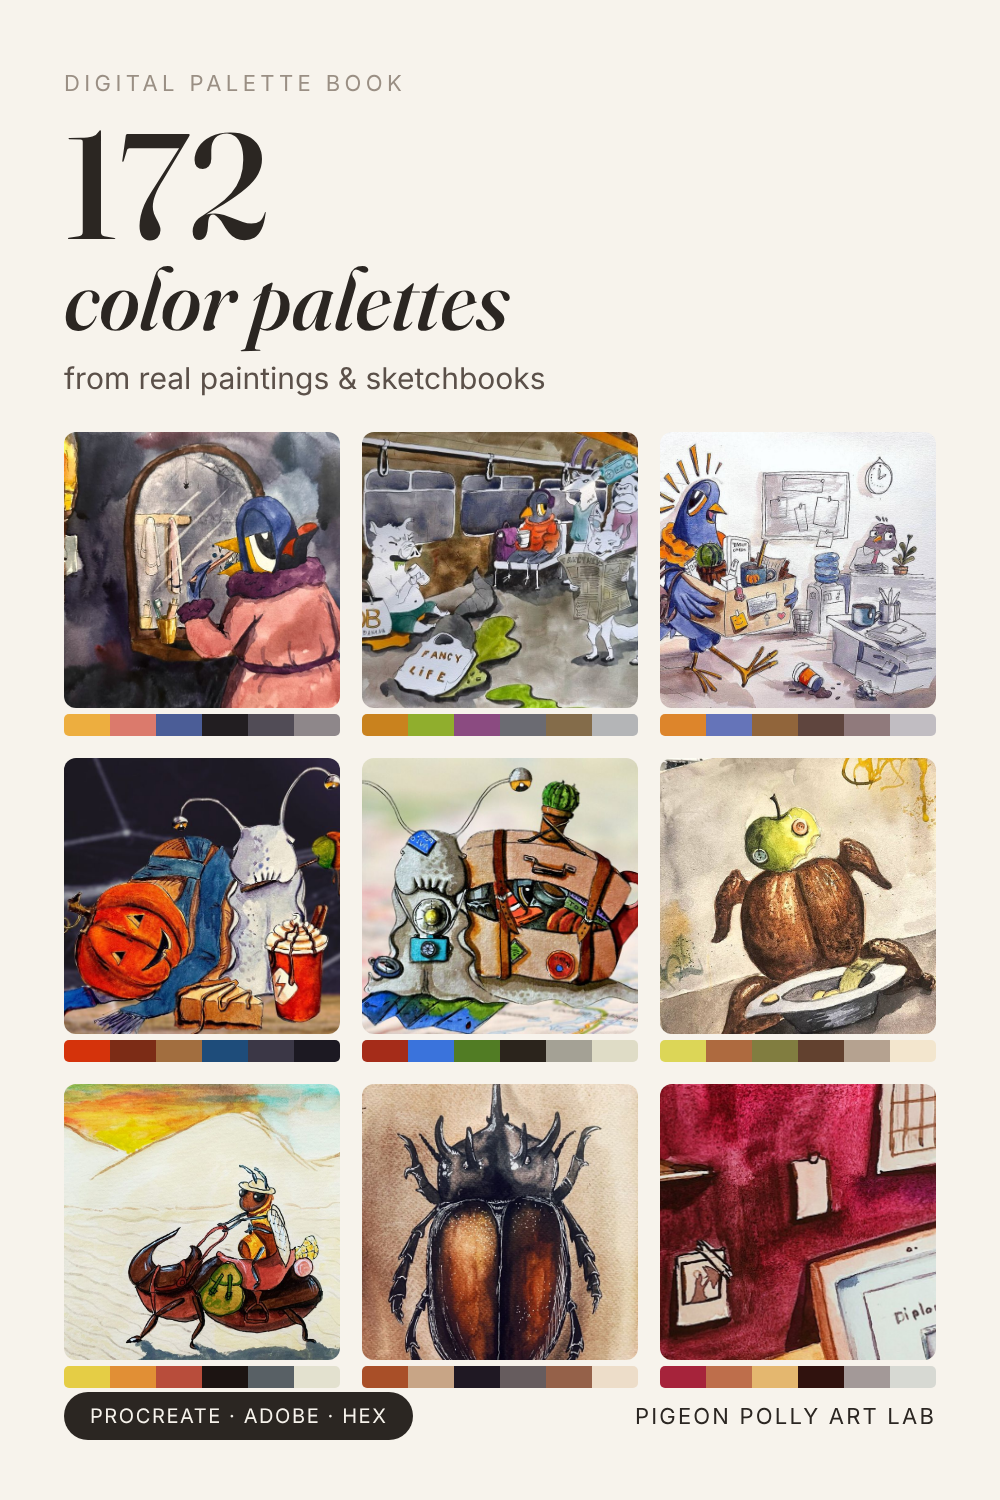 DIGITAL PALETTE BOOK
172
color palettes
from real paintings & sketchbooks
FANCY
LIFE
PROCREATE · ADOBE · HEX
PIGEON POLLY ART LAB